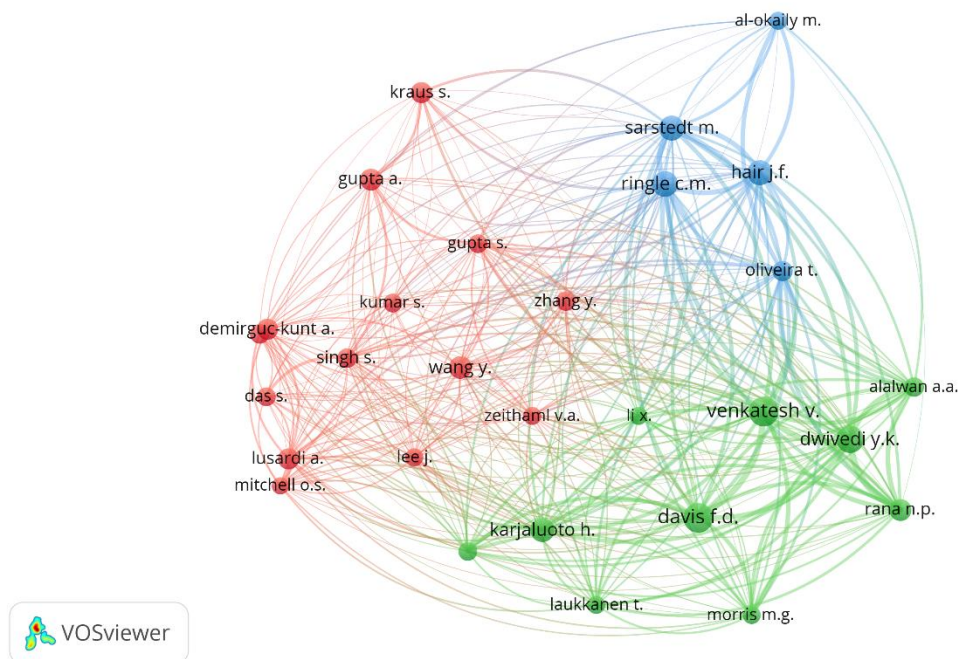 al-okaily m.
kraus s.
sarstedt m.
hair j.f.
gupta a.
ringle c.m.
gupta s.
oliveira t.
kumar s.
zhang y.
demirguc-kunt a.
singh s.
wang y.
alalwan a.a.
das s.
zeithaml v.a.
li x.
venkatesh v.
dwivedi y.k.
lusardi a.
lee j.
mitchell o.s.
rana n.p.
karjaluoto h.
davis f.d.
laukkanen t.
morris m.g.
VOSviewer